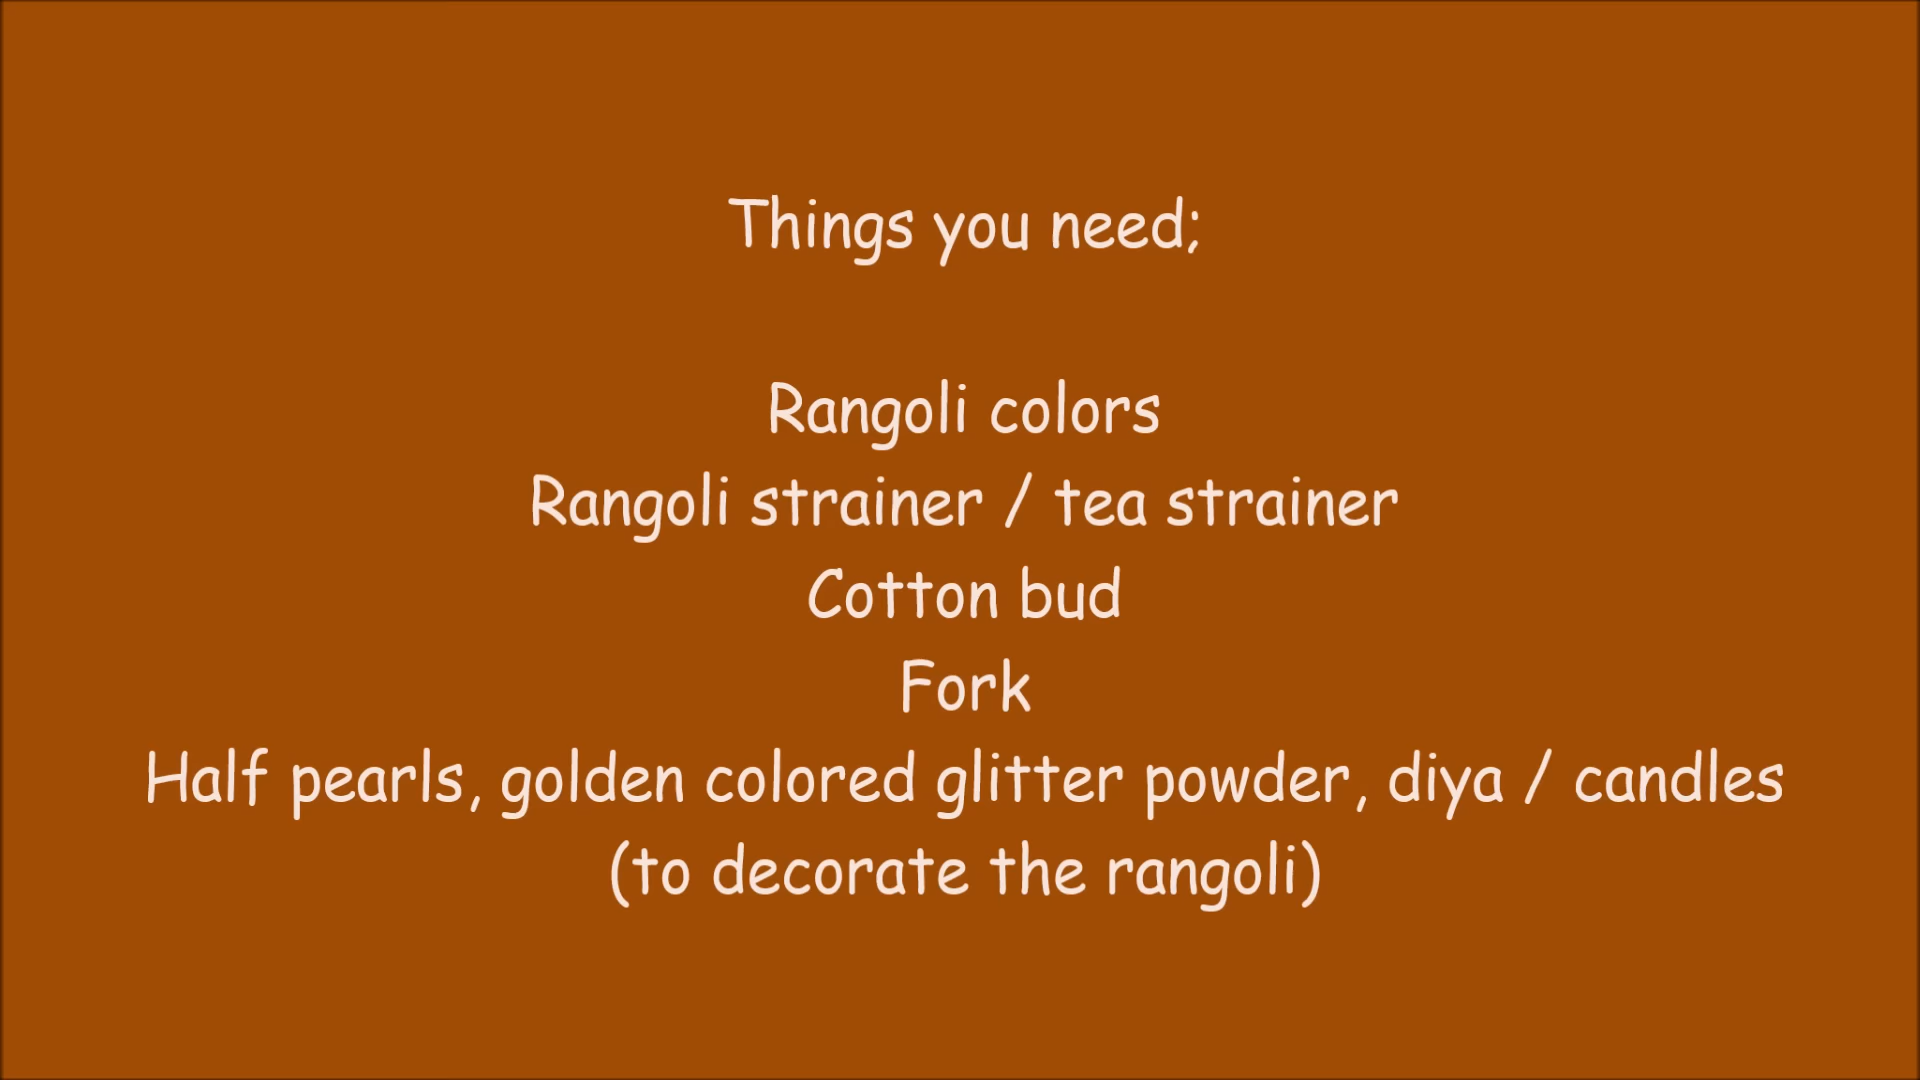 Things you need;
Rangoli colors
Rangoli strainer / tea strainer
Cotton bud
Fork
Half pearls, golden colored glitter powder, diya / candles
(to decorate the rangoli)